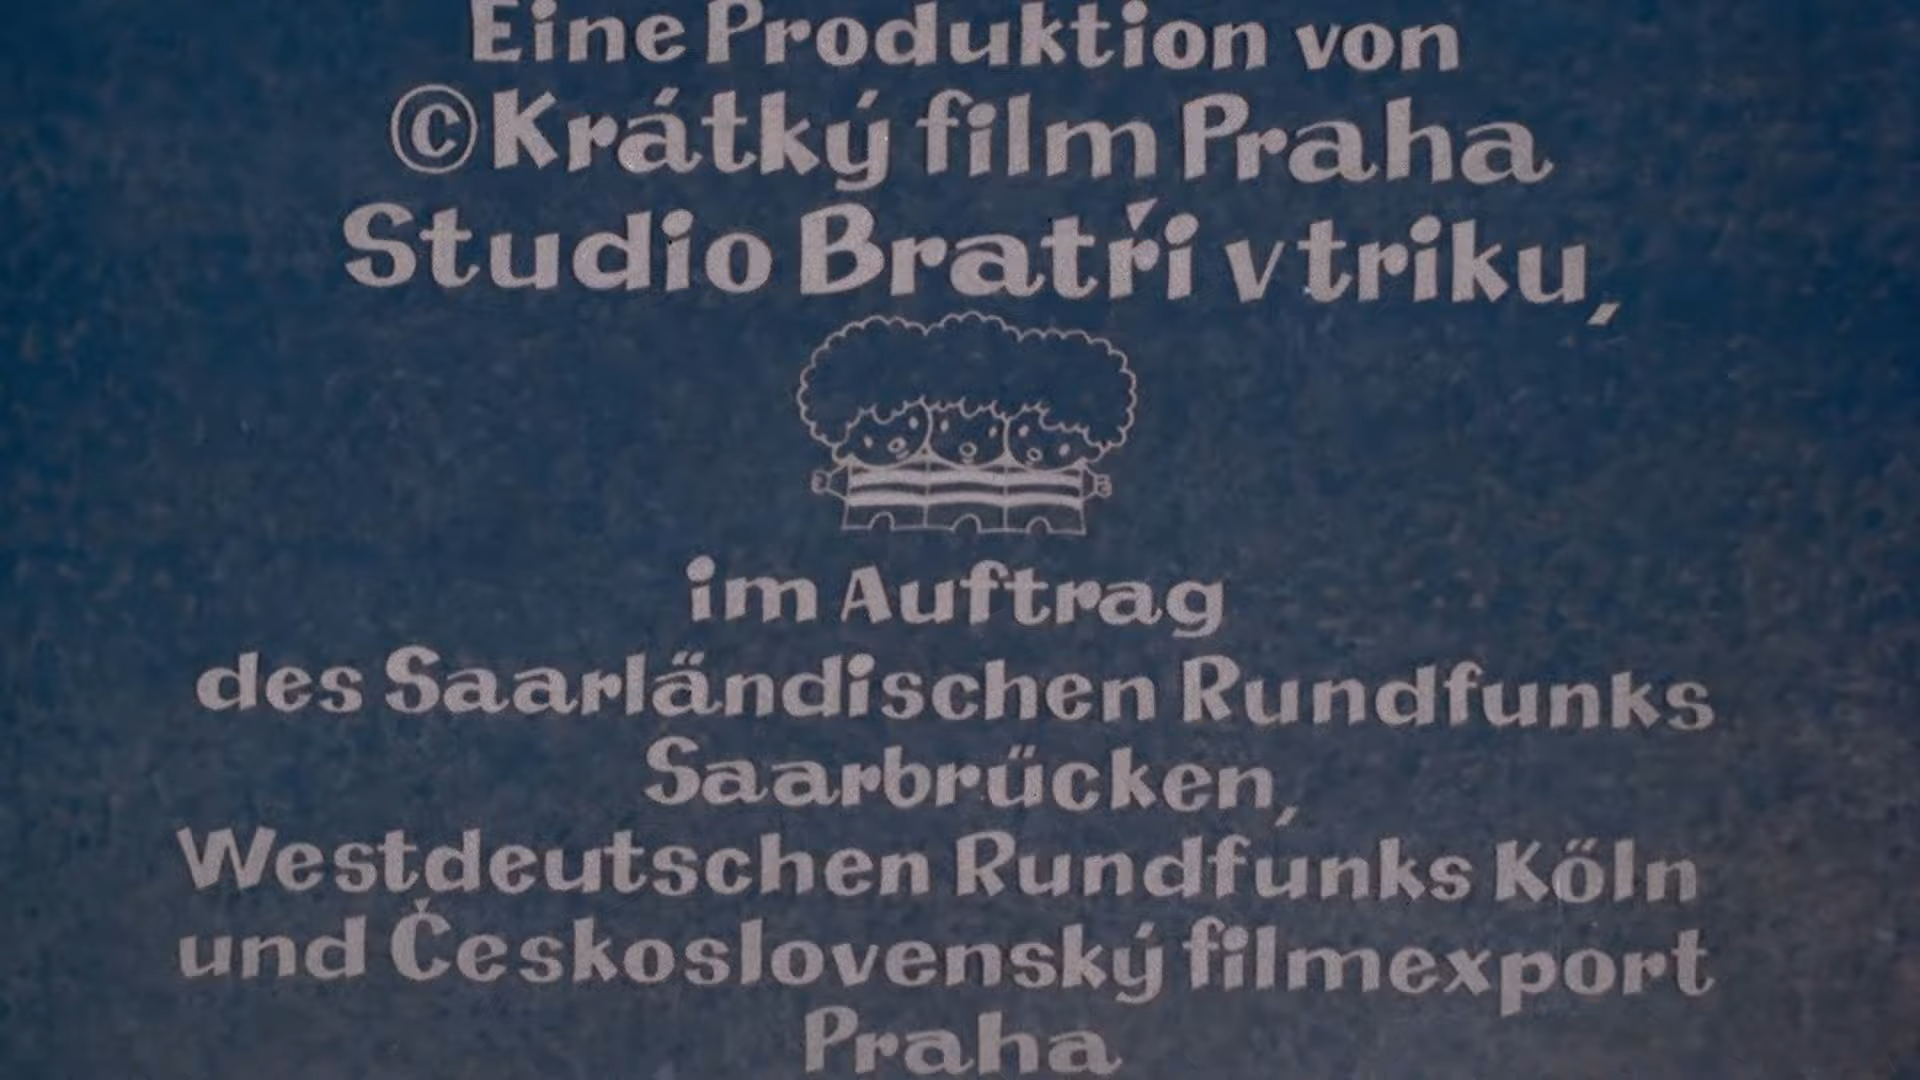 Eine Produktion von
© Krátký film Praha
Studio Bratři v triku,
im Auftrag
des Saarländischen Rundfunks
Saarbrücken,
Westdeutschen Rundfunks Köln
und Československý filmexport
Praha